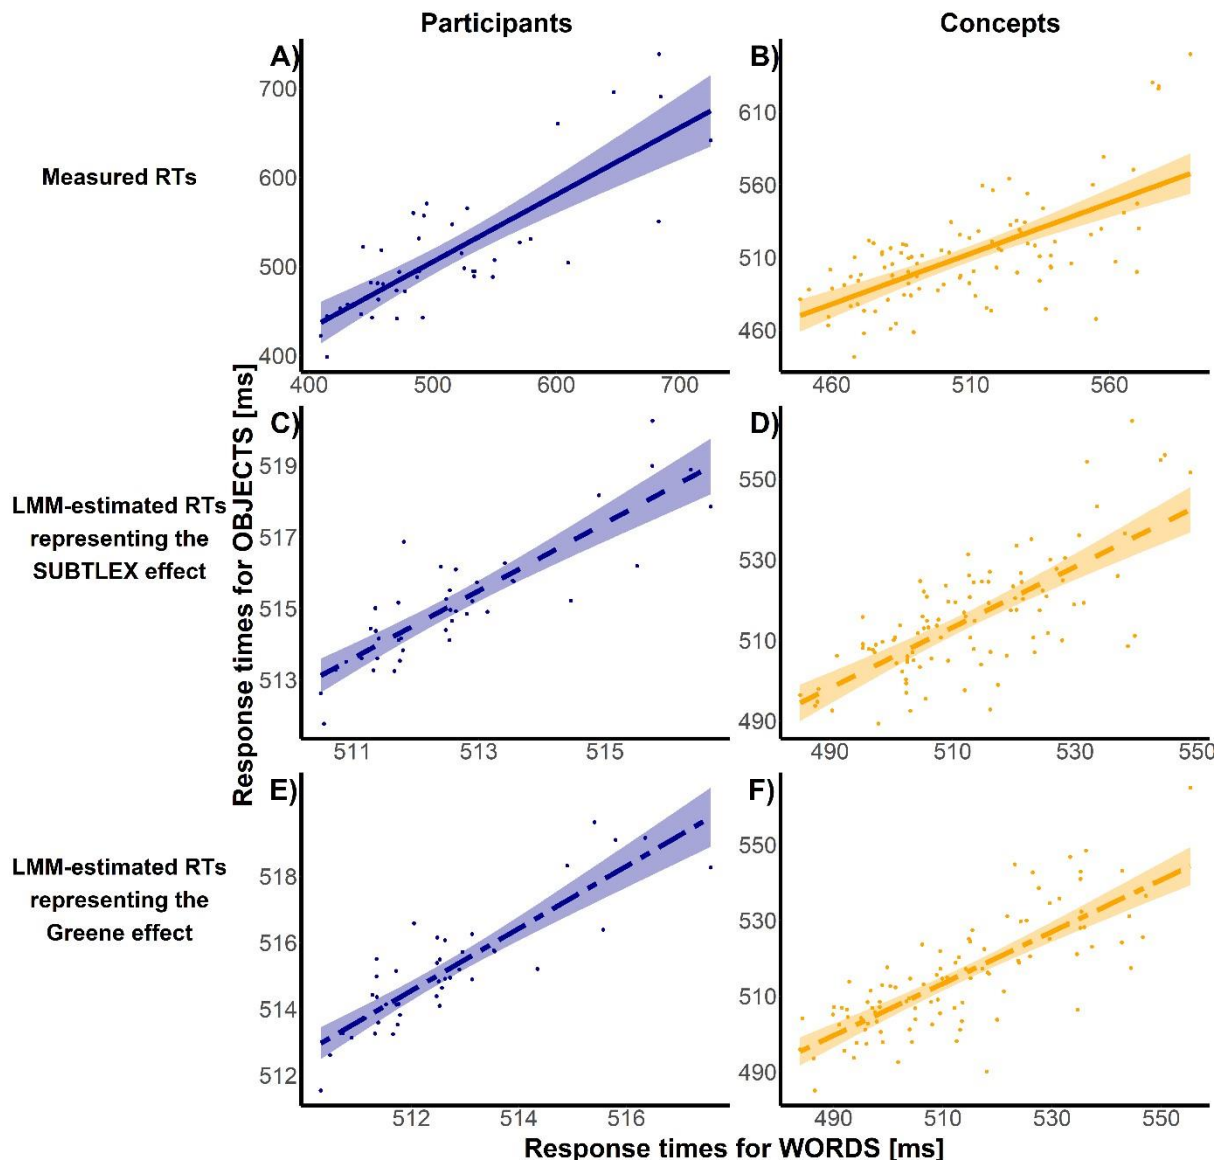 Participants
Concepts
A)
B)
Measured RTs
700
600
500
400
400
500
600
700
610
560
510
460
460
510
560
Response times for OBJECTS [ms]
C)
D)
LMM-estimated RTs
representing the
SUBTLEX effect
519
517
515
513
511
513
515
550
530
510
490
490
510
530
550
E)
F)
LMM-estimated RTs
representing the
Greene effect
518
516
514
512
512
514
516
550
530
510
490
490
510
530
550
Response times for WORDS [ms]